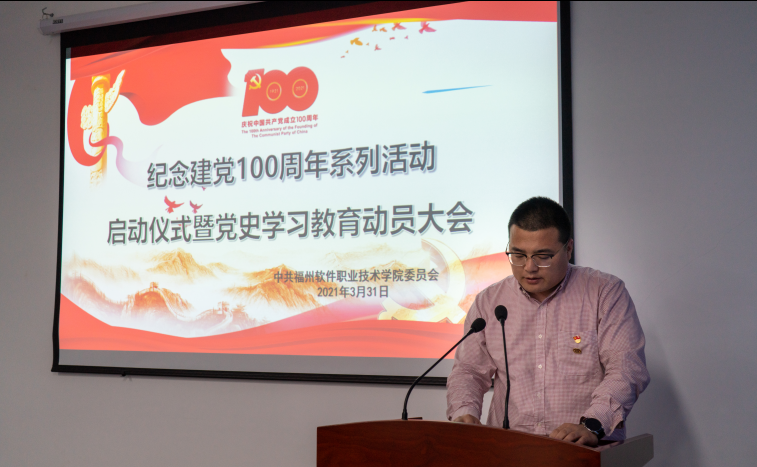 100
庆祝中国共产党成立100周年
The 100th Anniversary of the Founding of
The Communist Party of China
纪念建党100周年系列活动
启动仪式暨党史学习教育动员大会
中共福州软件职业技术学院委员会
2021年3月31日